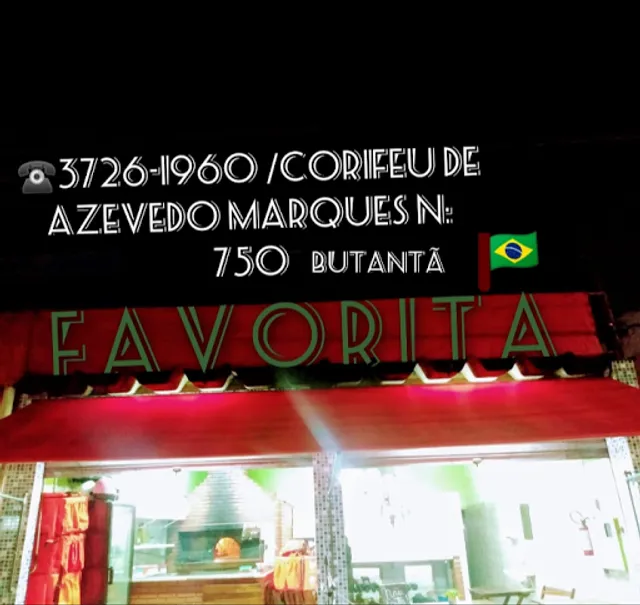 ☎3726-1960 /CORIFEU DE
AZEVEDO MARQUES N:
750 BUTANTÃ
FAVORITA